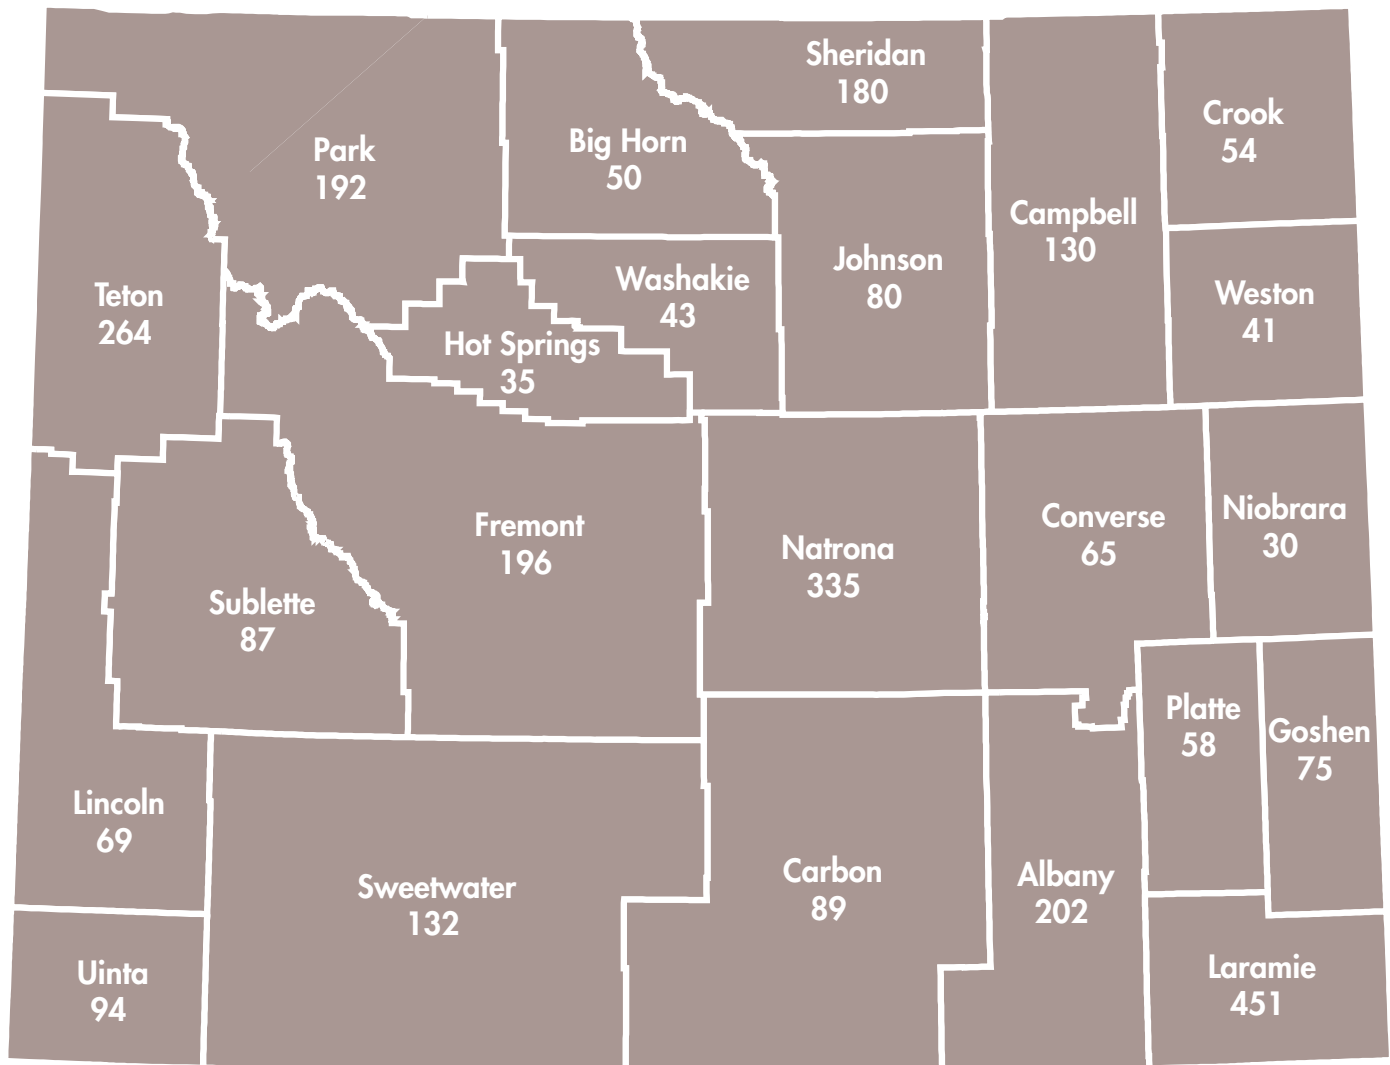 Sheridan
180
Crook
54
Park
192
Big Horn
50
Campbell
130
Johnson
80
Washakie
43
Teton
264
Weston
41
Hot Springs
35
Fremont
196
Natrona
335
Converse
65
Niobrara
30
Sublette
87
Platte
58
Goshen
75
Lincoln
69
Sweetwater
132
Carbon
89
Albany
202
Uinta
94
Laramie
451